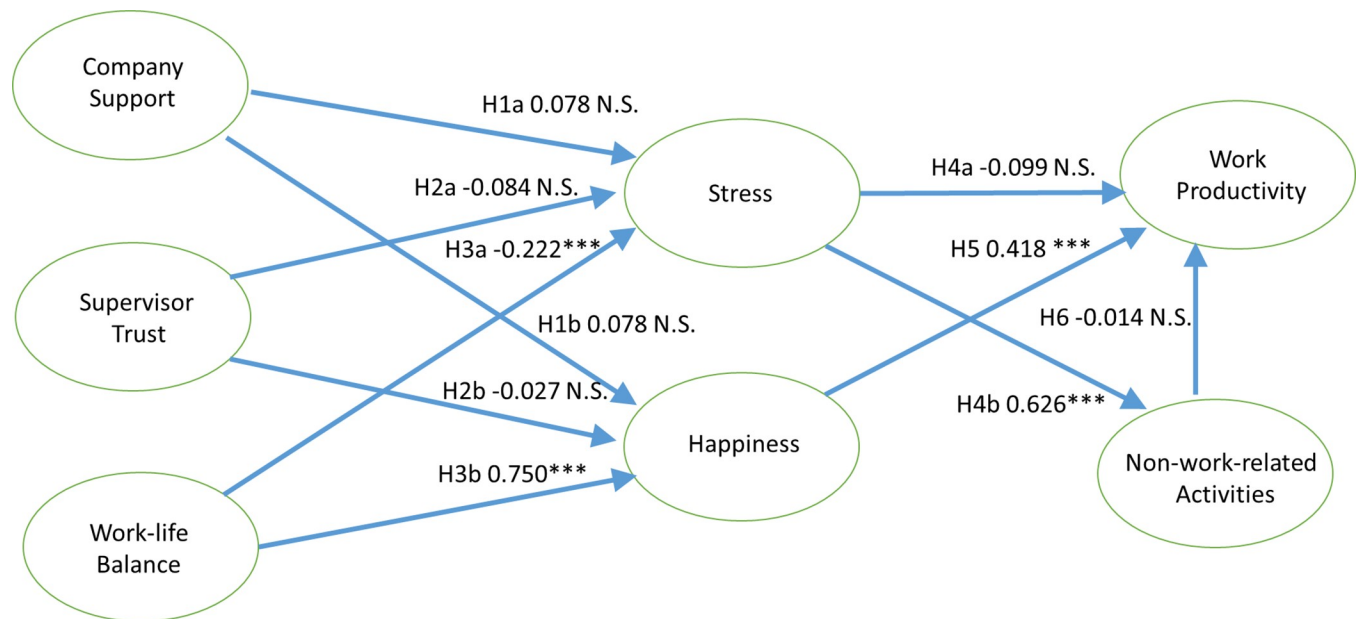 Company
Support
H1a 0.078 N.S.
H2a -0.084 N.S.
Stress
H4a -0.099 N.S.
Work
Productivity
H3a -0.222***
H5 0.418 ***
Supervisor
Trust
H1b 0.078 N.S.
H6 -0.014 N.S.
H2b -0.027 N.S.
H4b 0.626***
Happiness
H3b 0.750***
Non-work-related
Activities
Work-life
Balance